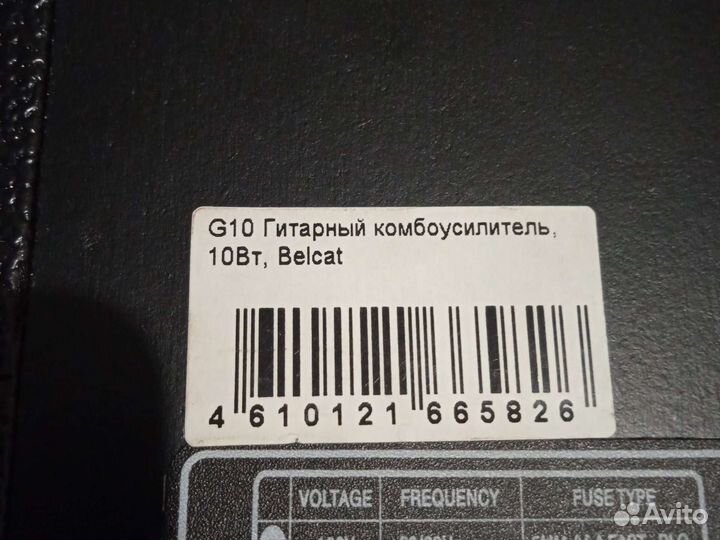 G10 Гитарный комбоусилитель,
10Вт, Belcat
4 610121 665826
VOLTAGE FREQUENCY FUSE TYPE
Avito